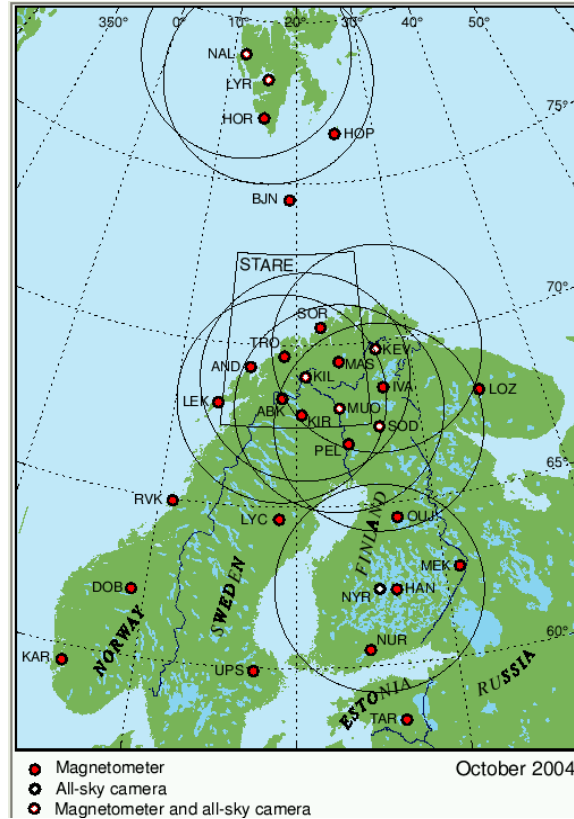 350° 0° 10° 20° 30° 40° 50°
NAL
LYR
75°
HOR
HOP
BJN
STARE
70°
SOR
TRO
KEV
AND
MAS
KIL
IVA
LOZ
LEK
ABK
MUO
KIR
SOD
PEL
65°
RVK
LYC
OUJ
FINLAND
MEK
DOB
SWEDEN
NYR
HAN
NORWAY
60°
NUR
KAR
UPS
RUSSIA
ESTONIA
TAR
Magnetometer
October 2004
All-sky camera
Magnetometer and all-sky camera